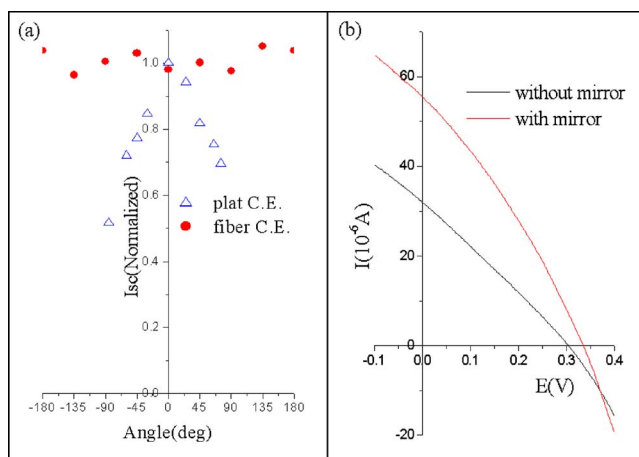 (a)
1.0
0.8
0.6
0.4
0.2
0.0
Isc(Normalized)
plat C.E.
fiber C.E.
-180 -135 -90 -45 0 45 90 135 180
Angle(deg)
(b)
60
40
20
0
-20
I(10⁻⁶A)
without mirror
with mirror
-0.1 0.0 0.1 0.2 0.3 0.4
E(V)